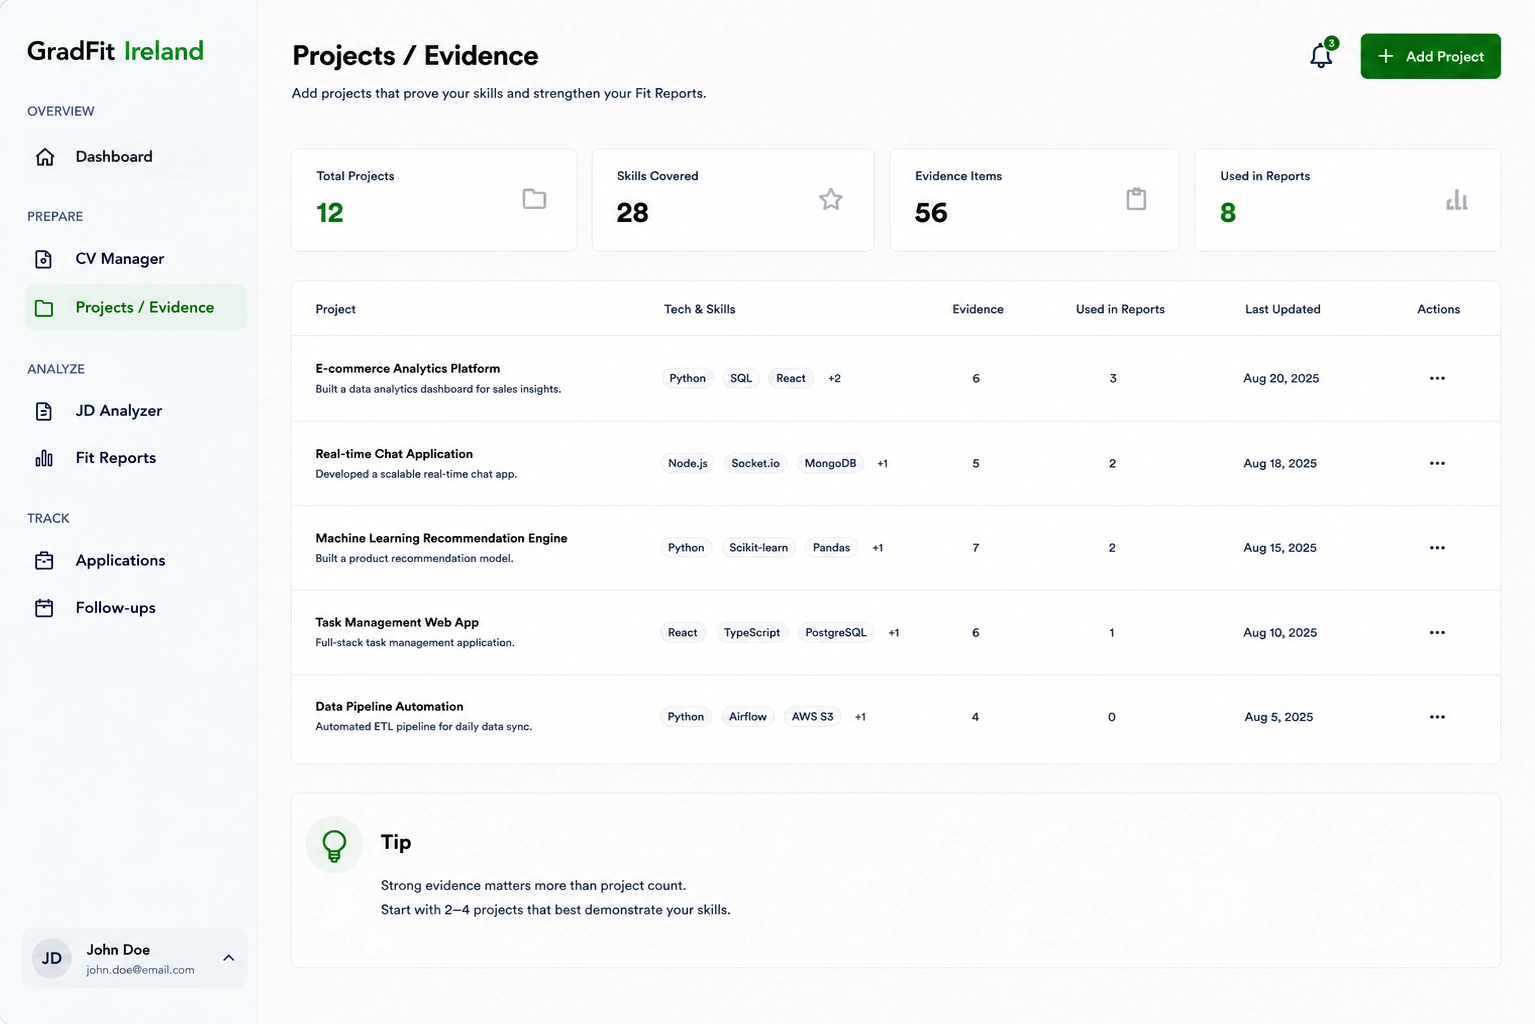 GradFit Ireland
OVERVIEW
Dashboard
PREPARE
CV Manager
Projects / Evidence
ANALYZE
JD Analyzer
Fit Reports
TRACK
Applications
Follow-ups
JD
John Doe
john.doe@email.com
Projects / Evidence
Add projects that prove your skills and strengthen your Fit Reports.
3
Add Project
Total Projects
12
Skills Covered
28
Evidence Items
56
Used in Reports
8
Project Tech & Skills Evidence Used in Reports Last Updated Actions
E-commerce Analytics Platform
Built a data analytics dashboard for sales insights.
Python SQL React +2 6 3 Aug 20, 2025
Real-time Chat Application
Developed a scalable real-time chat app.
Node.js Socket.io MongoDB +1 5 2 Aug 18, 2025
Machine Learning Recommendation Engine
Built a product recommendation model.
Python Scikit-learn Pandas +1 7 2 Aug 15, 2025
Task Management Web App
Full-stack task management application.
React TypeScript PostgreSQL +1 6 1 Aug 10, 2025
Data Pipeline Automation
Automated ETL pipeline for daily data sync.
Python Airflow AWS S3 +1 4 0 Aug 5, 2025
Tip
Strong evidence matters more than project count.
Start with 2–4 projects that best demonstrate your skills.